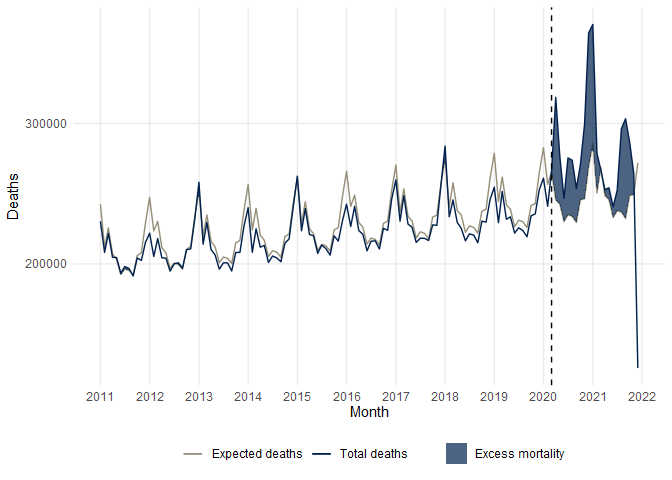 Deaths
300000
200000
2011 2012 2013 2014 2015 2016 2017 2018 2019 2020 2021 2022
Month
Expected deaths Total deaths Excess mortality